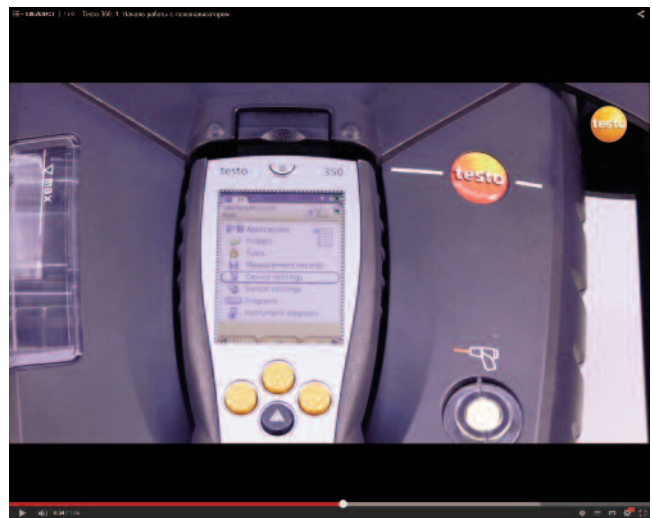 Testo 350. 1. Начало работы с газоанализатором
testo 350
Applications
Folders
Fuels
Measurement records
Device settings
Sensor settings
Programs
Instrument diagnosis
testo
testo
max